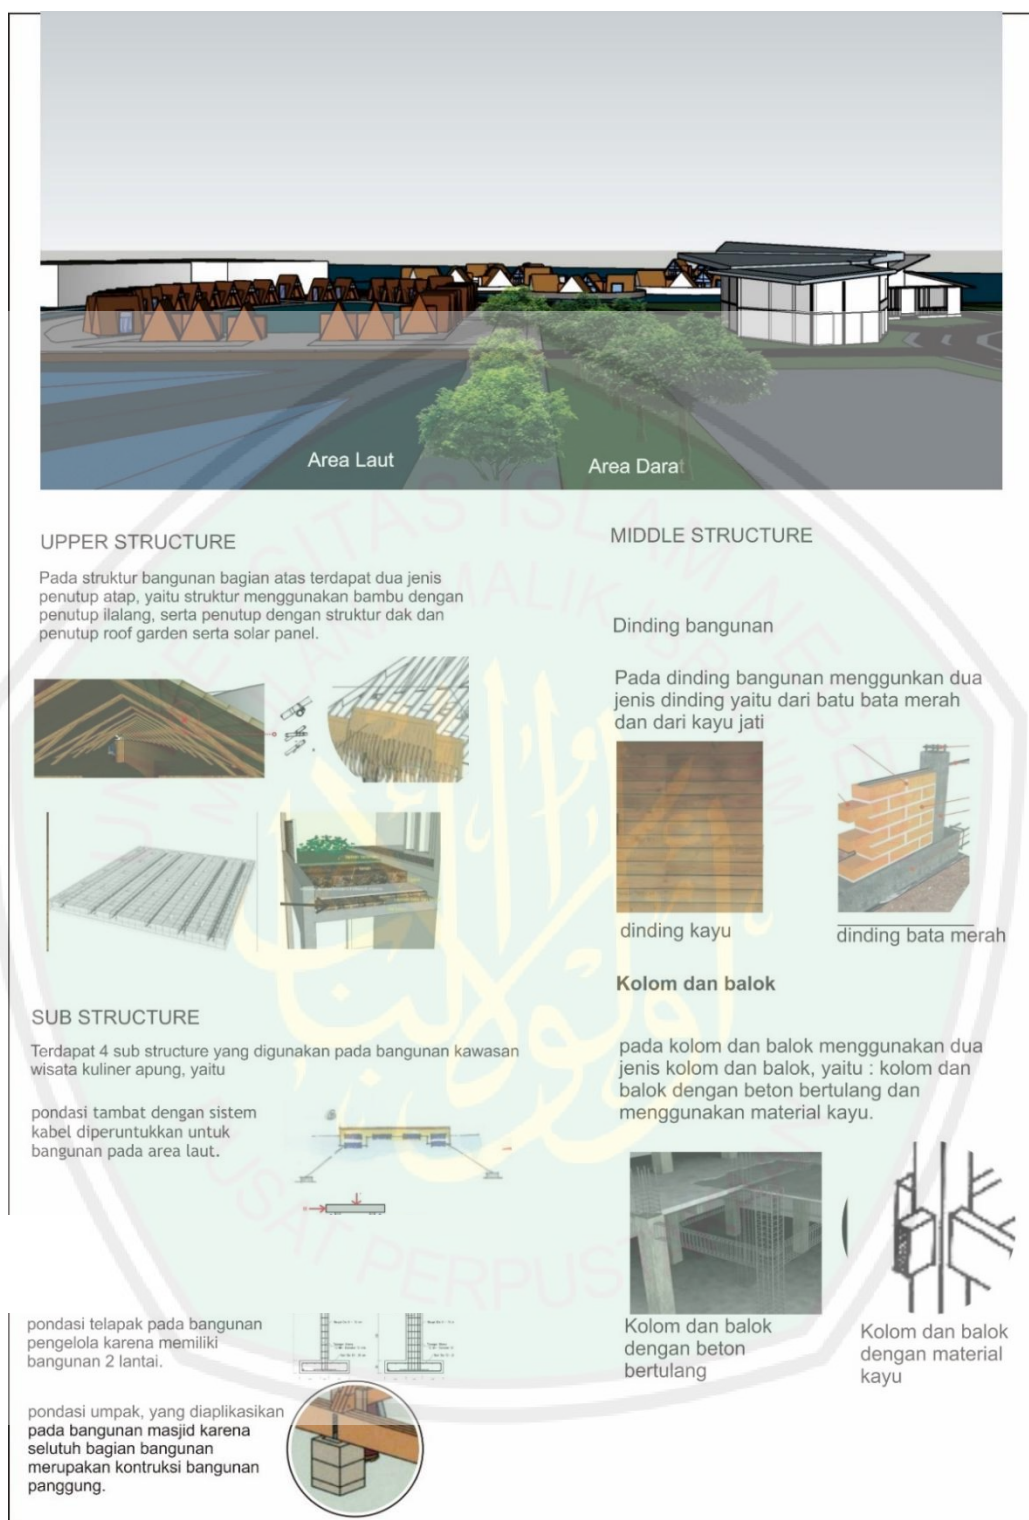 Area Laut
Area Darat
UPPER STRUCTURE
Pada struktur bangunan bagian atas terdapat dua jenis
penutup atap, yaitu struktur menggunakan bambu dengan
penutup ilalang, serta penutup dengan struktur dak dan
penutup roof garden serta solar panel.
SUB STRUCTURE
Terdapat 4 sub structure yang digunakan pada bangunan kawasan
wisata kuliner apung, yaitu
pondasi tambat dengan sistem
kabel diperuntukkan untuk
bangunan pada area laut.
pondasi telapak pada bangunan
pengelola karena memiliki
bangunan 2 lantai.
pondasi umpak, yang diaplikasikan
pada bangunan masjid karena
selutuh bagian bangunan
merupakan kontruksi bangunan
panggung.
MIDDLE STRUCTURE
Dinding bangunan
Pada dinding bangunan menggunkan dua
jenis dinding yaitu dari batu bata merah
dan dari kayu jati
dinding kayu
dinding bata merah
Kolom dan balok
pada kolom dan balok menggunakan dua
jenis kolom dan balok, yaitu : kolom dan
balok dengan beton bertulang dan
menggunakan material kayu.
Kolom dan balok
dengan beton
bertulang
Kolom dan balok
dengan material
kayu